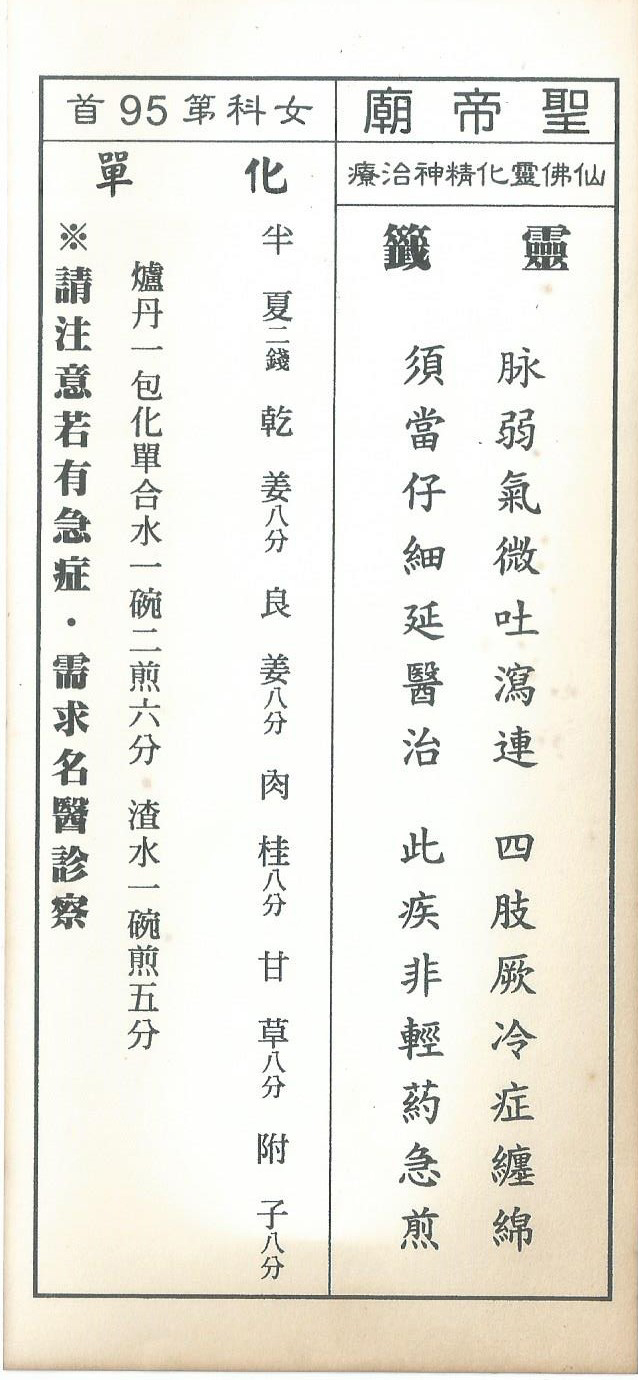 聖帝廟
仙佛靈化精神治療
靈籤
脉弱氣微吐瀉連 四肢厥冷症纏綿
須當仔細延醫治 此疾非輕葯急煎
女科第95首
化單
半夏二錢 乾姜八分 良姜八分 肉桂八分 甘草八分 附子八分
爐丹一包化單合水一碗二煎六分 渣水一碗煎五分
※請注意若有急症・需求名醫診察